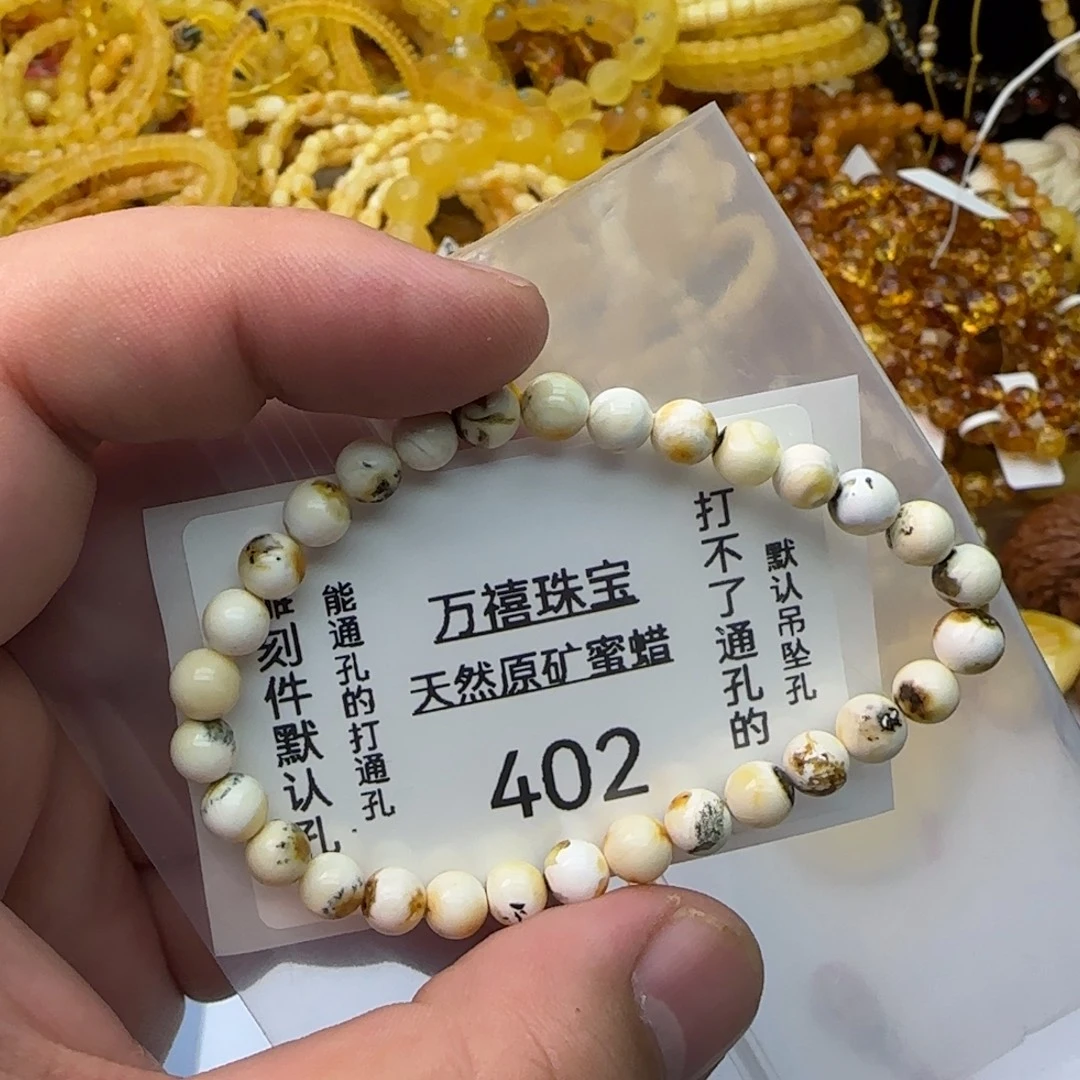 万禧珠宝
天然原矿蜜蜡
402
打不了通孔的
默认吊坠孔
能通孔的打通孔
刻件默认孔